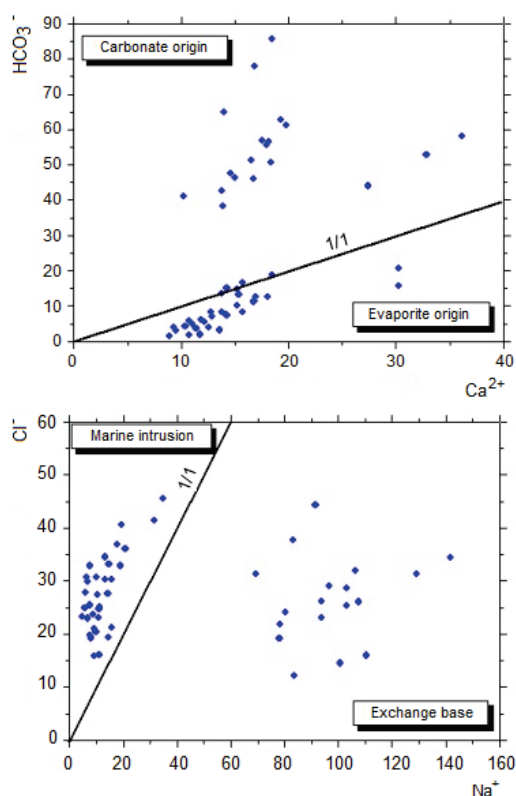 90
80
70
60
50
40
30
20
10
0
HCO₃⁻
Carbonate origin
1/1
Evaporite origin
0 10 20 30 40
Ca²⁺
60
50
40
30
20
10
0
Cl⁻
Marine intrusion
1/1
Exchange base
0 20 40 60 80 100 120 140 160
Na⁺